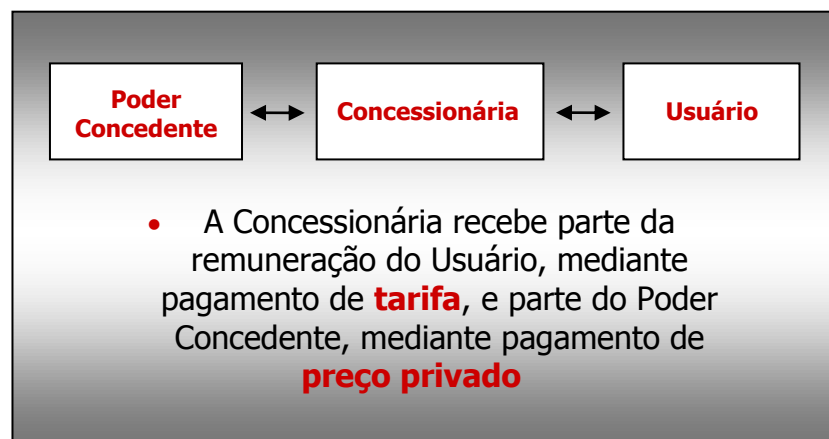 Poder
Concedente
Concessionária
Usuário
• A Concessionária recebe parte da
remuneração do Usuário, mediante
pagamento de tarifa, e parte do Poder
Concedente, mediante pagamento de
preço privado